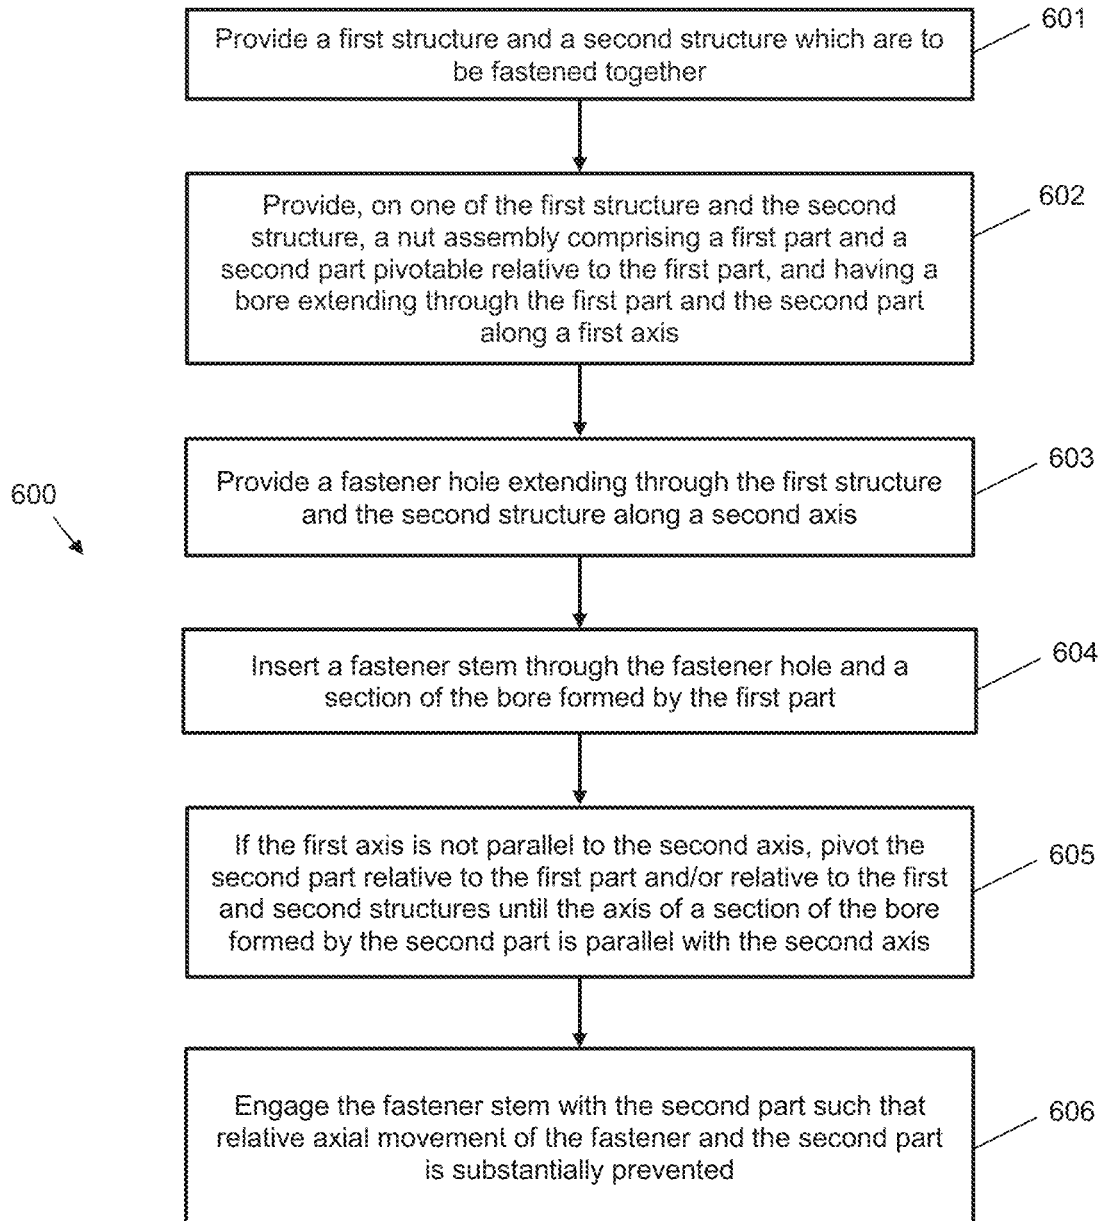 Provide a first structure and a second structure which are to
be fastened together
601
Provide, on one of the first structure and the second
structure, a nut assembly comprising a first part and a
second part pivotable relative to the first part, and having a
bore extending through the first part and the second part
along a first axis
602
Provide a fastener hole extending through the first structure
and the second structure along a second axis
603
600
Insert a fastener stem through the fastener hole and a
section of the bore formed by the first part
604
If the first axis is not parallel to the second axis, pivot the
second part relative to the first part and/or relative to the first
and second structures until the axis of a section of the bore
formed by the second part is parallel with the second axis
605
Engage the fastener stem with the second part such that
relative axial movement of the fastener and the second part
is substantially prevented
606